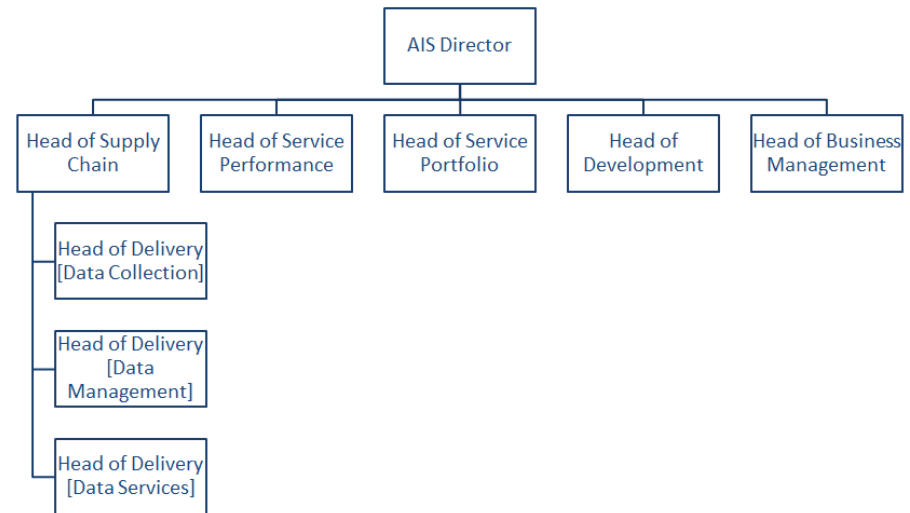 AIS Director
Head of Supply
Chain
Head of Service
Performance
Head of Service
Portfolio
Head of
Development
Head of Business
Management
Head of Delivery
[Data Collection]
Head of Delivery
[Data
Management]
Head of Delivery
[Data Services]